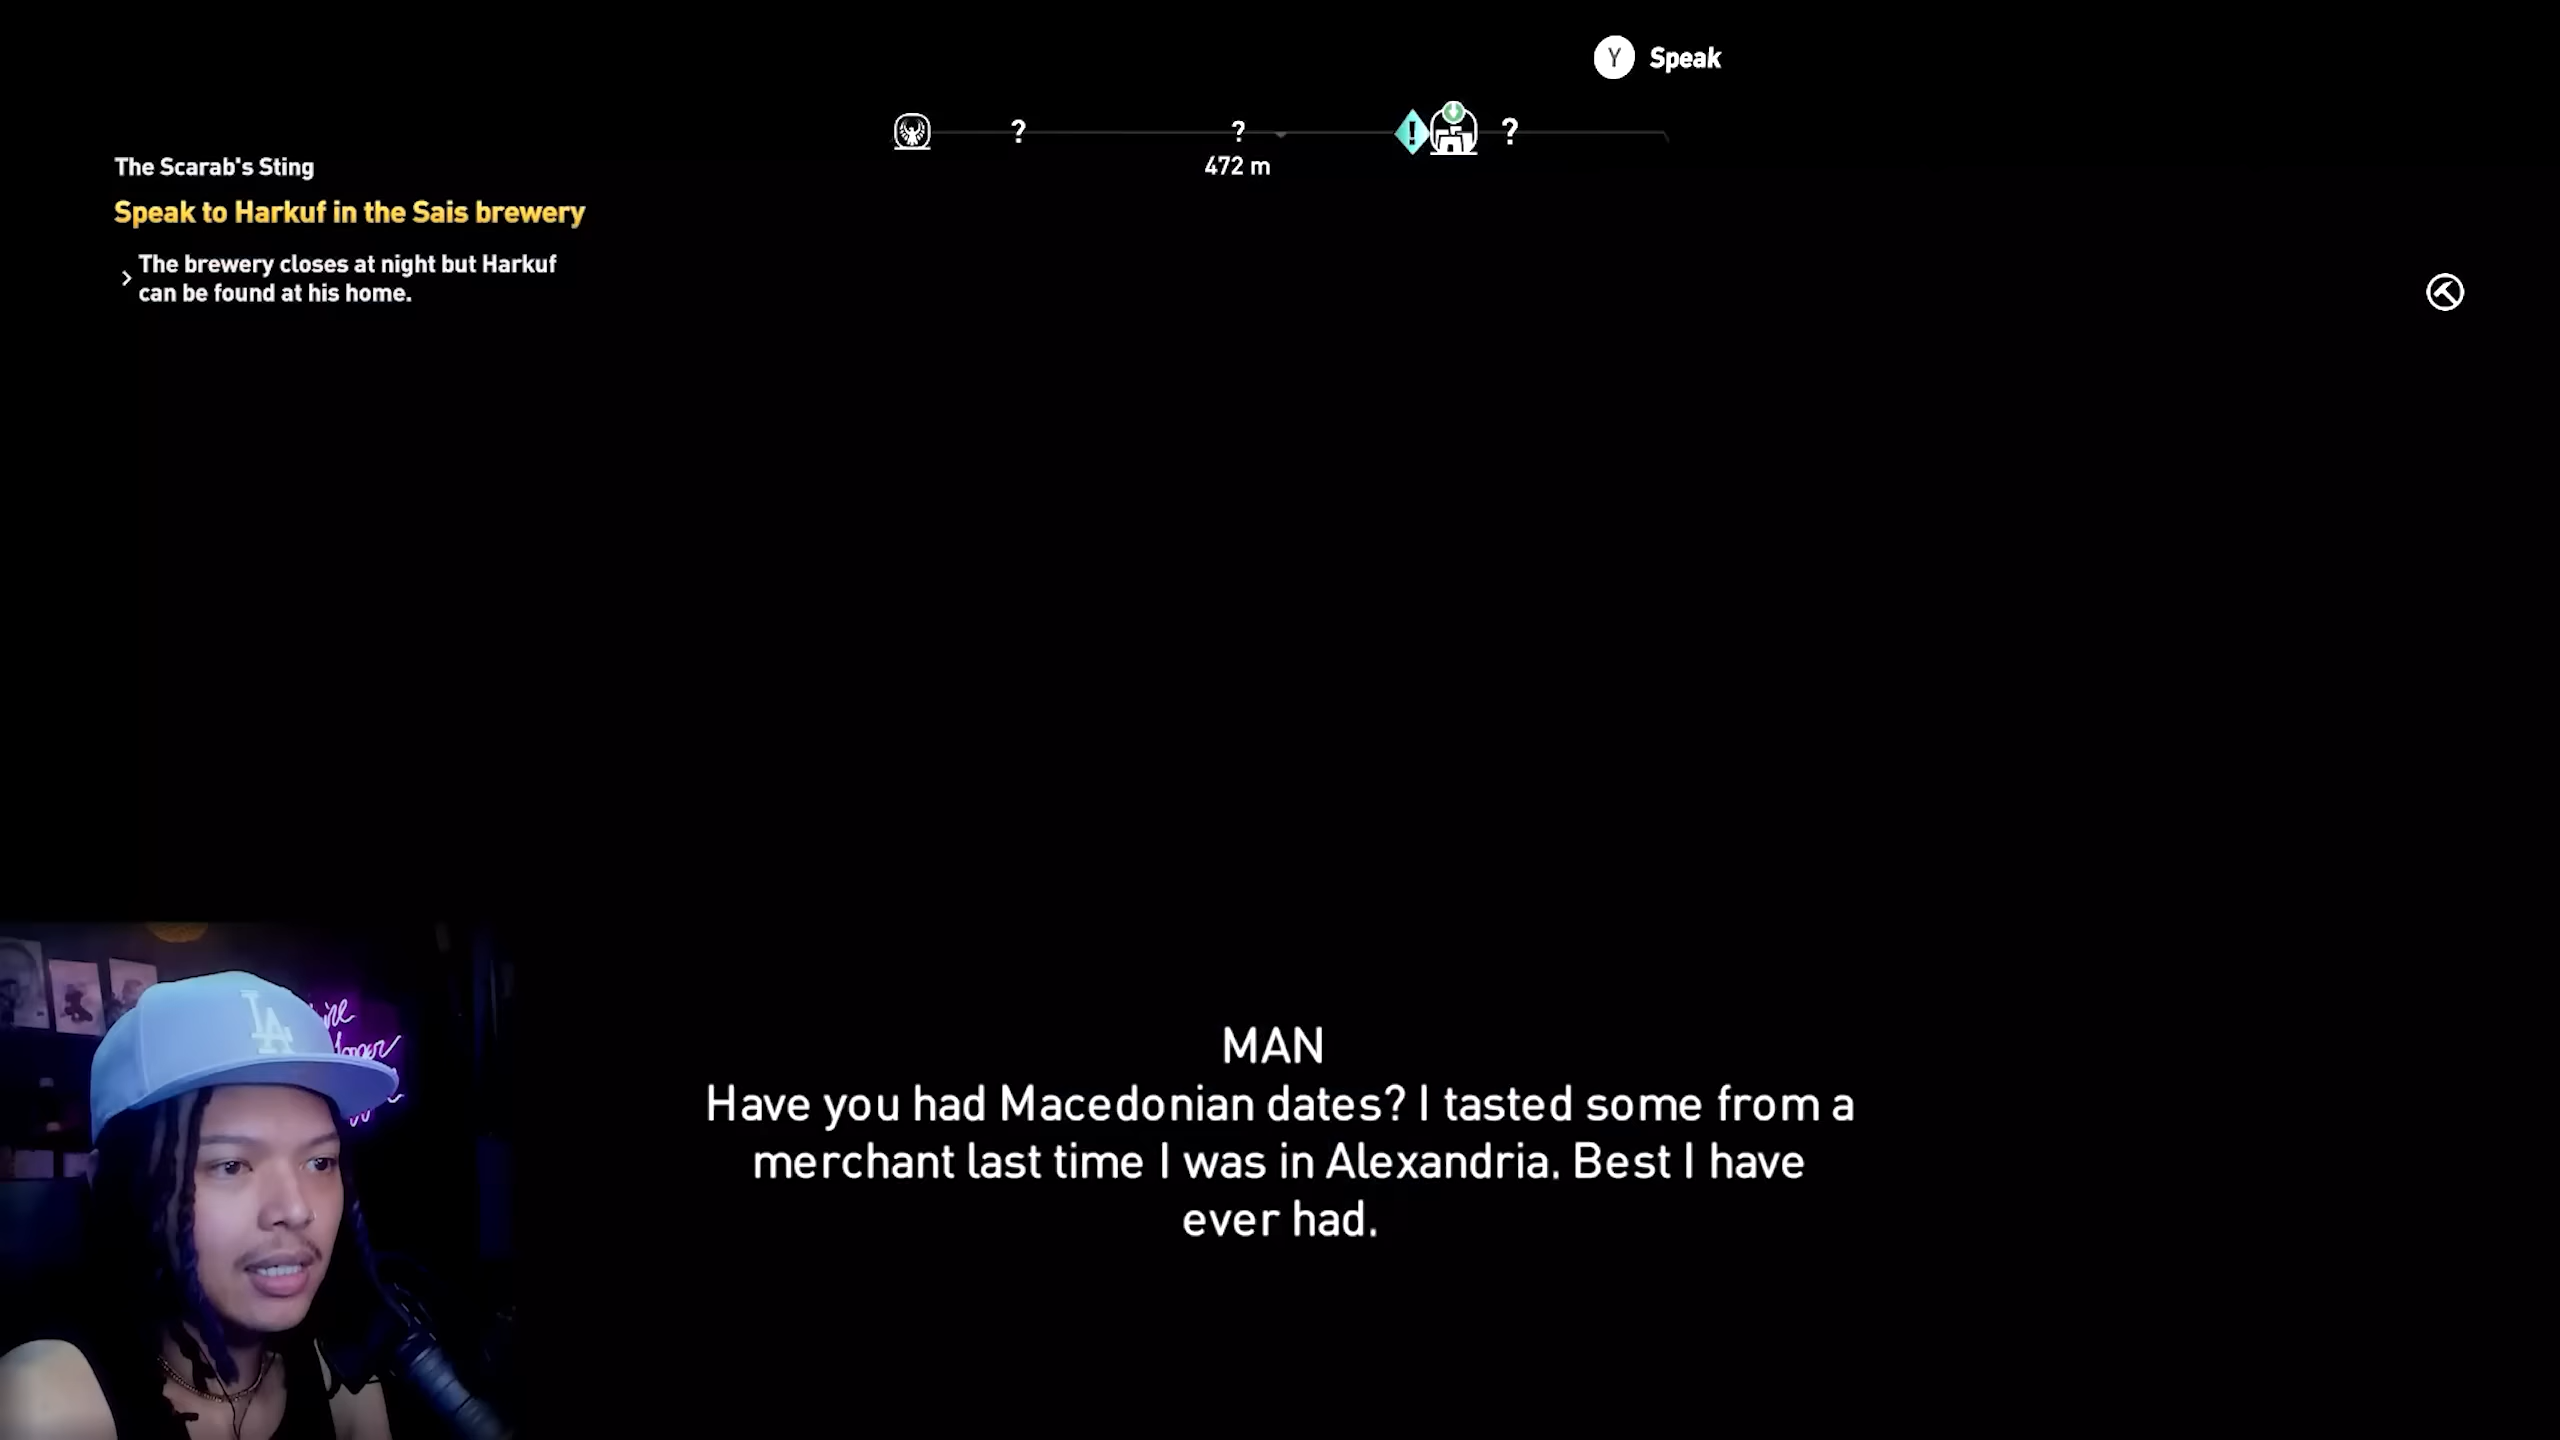 Y Speak
? ? ! ?
472 m
The Scarab's Sting
Speak to Harkuf in the Sais brewery
The brewery closes at night but Harkuf
can be found at his home.
LA
MAN
Have you had Macedonian dates? I tasted some from a
merchant last time I was in Alexandria. Best I have
ever had.